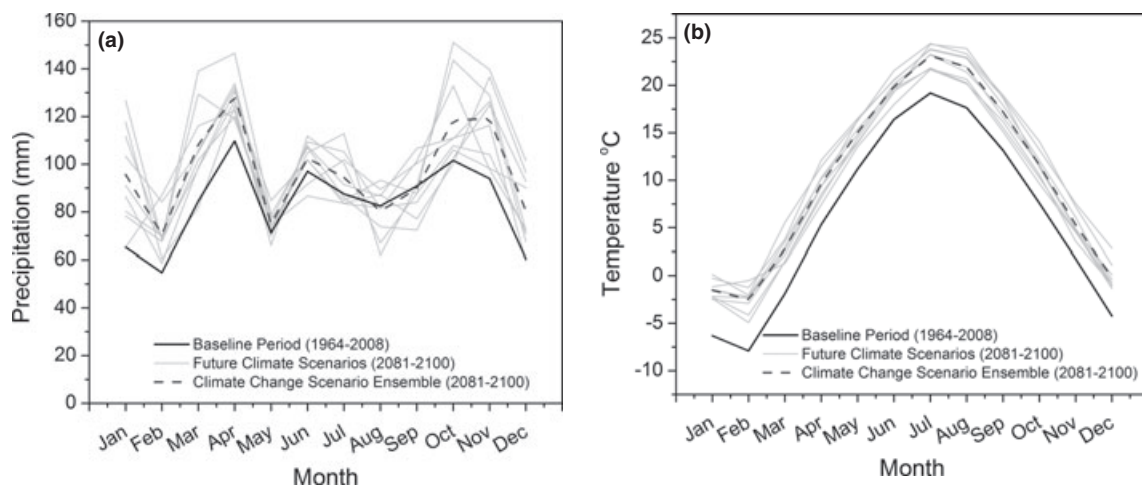 (a)
160
140
120
100
80
60
40
20
0
Precipitation (mm)
Baseline Period (1964-2008)
Future Climate Scenarios (2081-2100)
Climate Change Scenario Ensemble (2081-2100)
Jan Feb Mar Apr May Jun Jul Aug Sep Oct Nov Dec
Month
(b)
25
20
15
10
5
0
-5
-10
Temperature °C
Baseline Period (1964-2008)
Future Climate Scenarios (2081-2100)
Climate Change Scenario Ensemble (2081-2100)
Jan Feb Mar Apr May Jun Jul Aug Sep Oct Nov Dec
Month